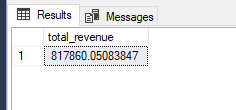 Results Messages
total_revenue
1 817860.05083847